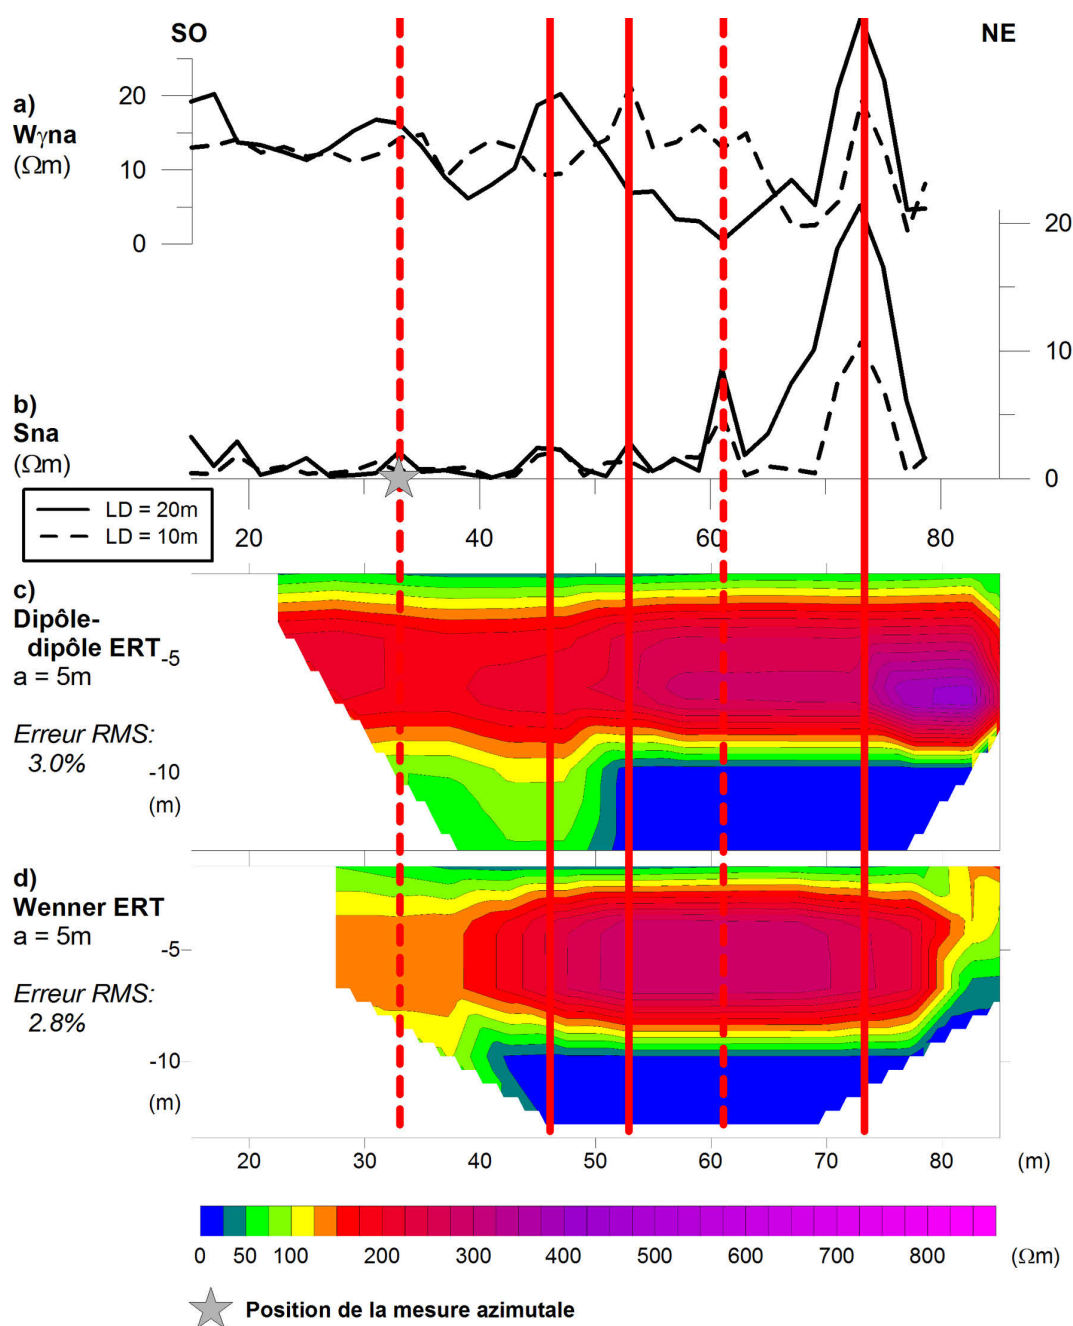 SO
NE
a)
Wγna
(Ωm)
20
10
0
20
10
0
b)
Sna
(Ωm)
LD = 20m
LD = 10m
20
40
60
80
c)
Dipôle-
dipôle ERT
a = 5m
-5
Erreur RMS:
3.0%
-10
(m)
d)
Wenner ERT
a = 5m
-5
Erreur RMS:
2.8%
-10
(m)
20 30 40 50 60 70 80 (m)
0 50 100 200 300 400 500 600 700 800 (Ωm)
Position de la mesure azimutale